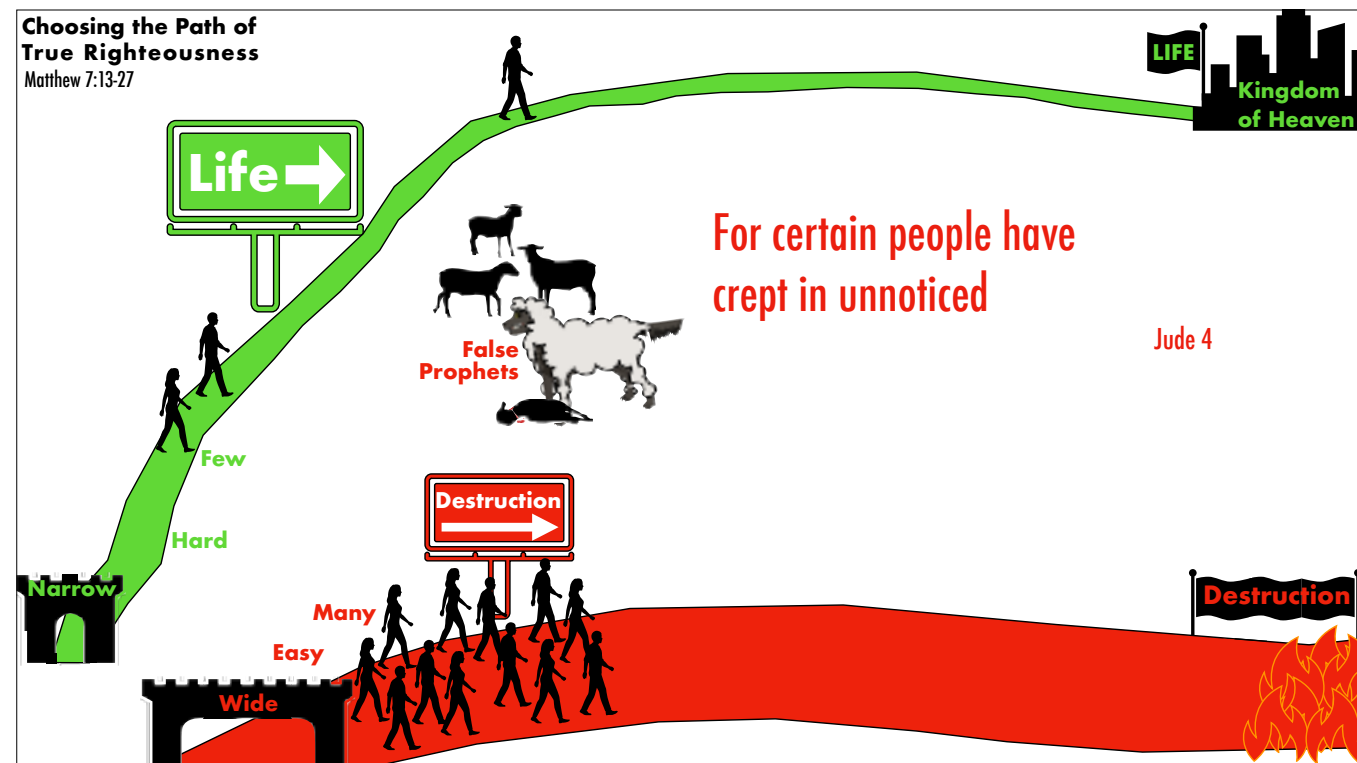 Choosing the Path of
True Righteousness
Matthew 7:13-27
LIFE
Kingdom
of Heaven
Life
For certain people have
crept in unnoticed
Jude 4
False
Prophets
Few
Hard
Narrow
Destruction
Many
Easy
Wide
Destruction